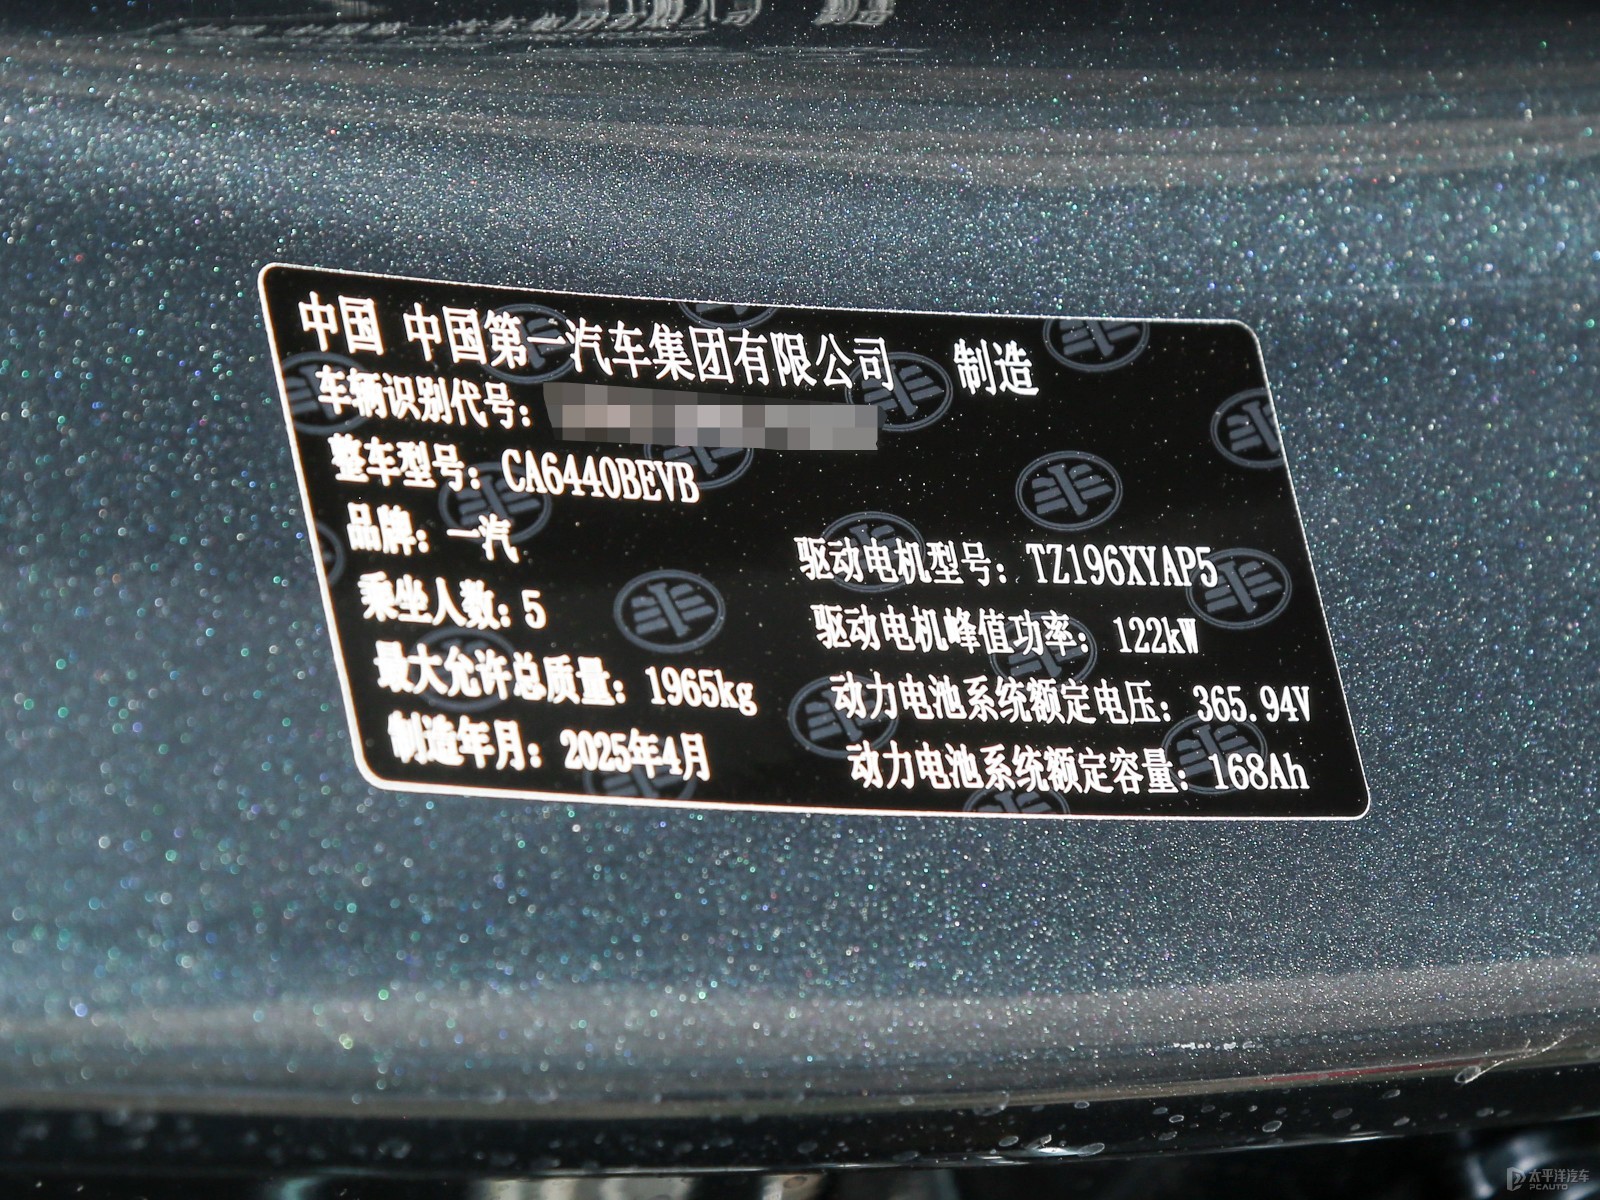 中国 中国第一汽车集团有限公司 制造
车辆识别代号:
整车型号: CA6440BEVB
品牌: 一汽
乘坐人数: 5
最大允许总质量: 1965kg
制造年月: 2025年4月
驱动电机型号: TZ196XYAP5
驱动电机峰值功率: 122kW
动力电池系统额定电压: 365.94V
动力电池系统额定容量: 168Ah
太平洋汽车
PCAUTO